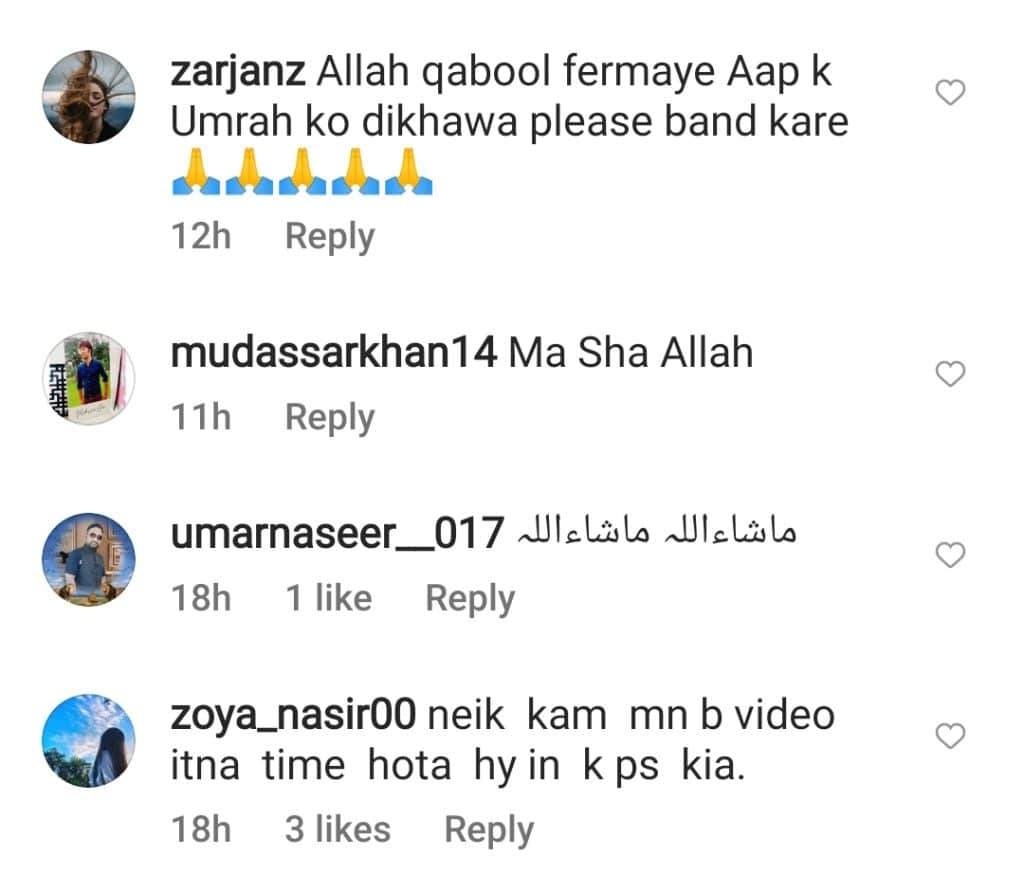 zarjanz Allah qabool fermaye Aap k
Umrah ko dikhawa please band kare
🙏🙏🙏🙏🙏
12h Reply
mudassarkhan14 Ma Sha Allah
11h Reply
umarnaseer__017 ماشاءاللہ ماشاءاللہ
18h 1 like Reply
zoya_nasir00 neik kam mn b video
itna time hota hy in k ps kia.
18h 3 likes Reply